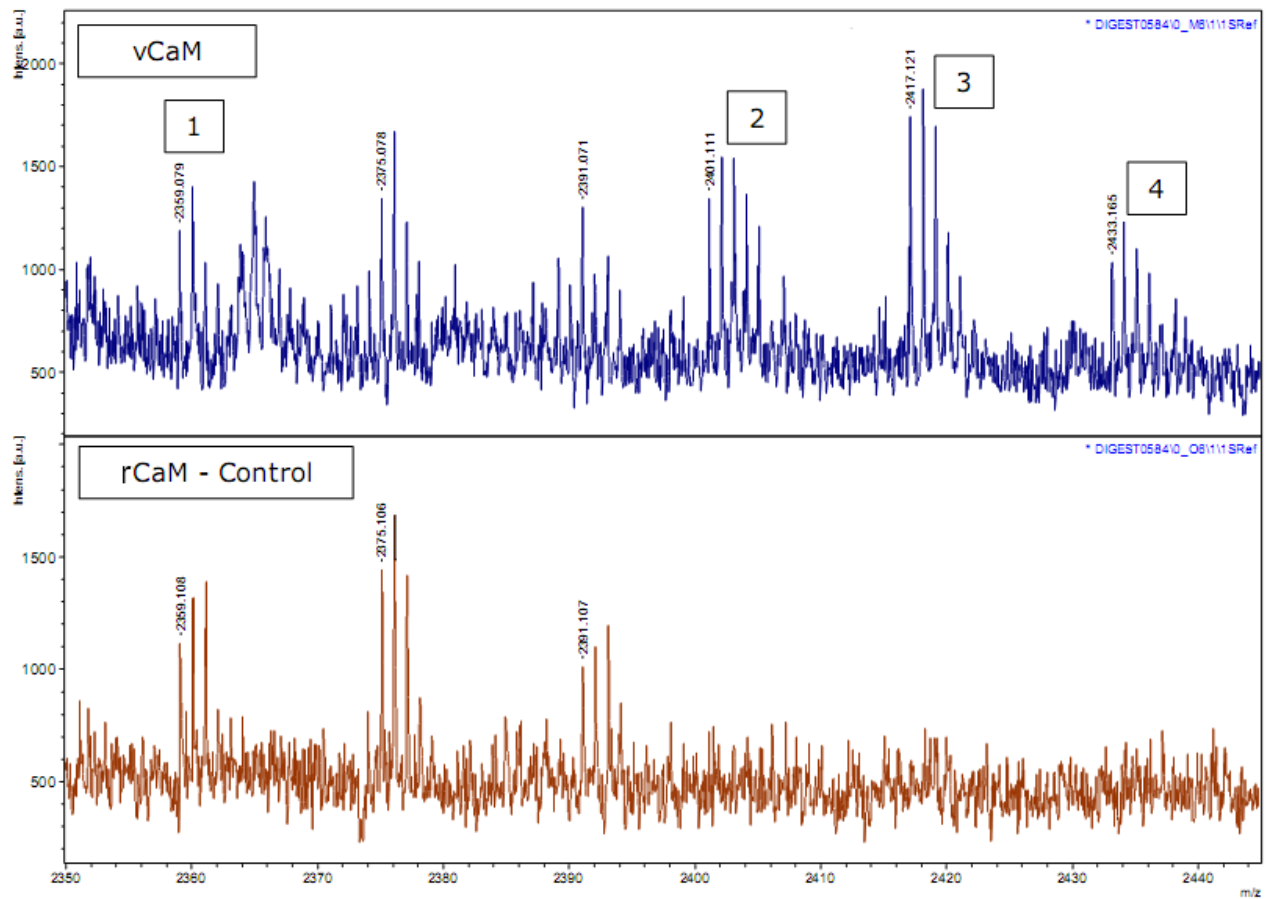 * DIGEST0584\0_M6\1\1SRef
Intens. [a.u.]
vCaM
1
2
3
4
2359.079
2375.078
2391.071
2401.111
2417.121
2433.165
2000
1500
1000
500
* DIGEST0584\0_O6\1\1SRef
Intens. [a.u.]
rCaM - Control
2359.108
2375.106
2391.107
1500
1000
500
2350 2360 2370 2380 2390 2400 2410 2420 2430 2440
m/z